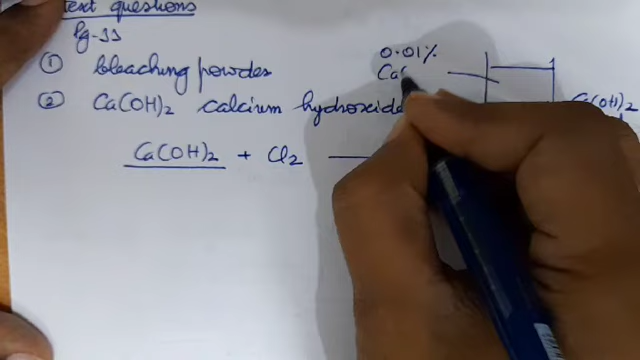 text questions
Pg-33
① bleaching powder
② Ca(OH)2 calcium hydroxide
0.01%
Ca(
Ca(OH)2
Ca(OH)2 + Cl2